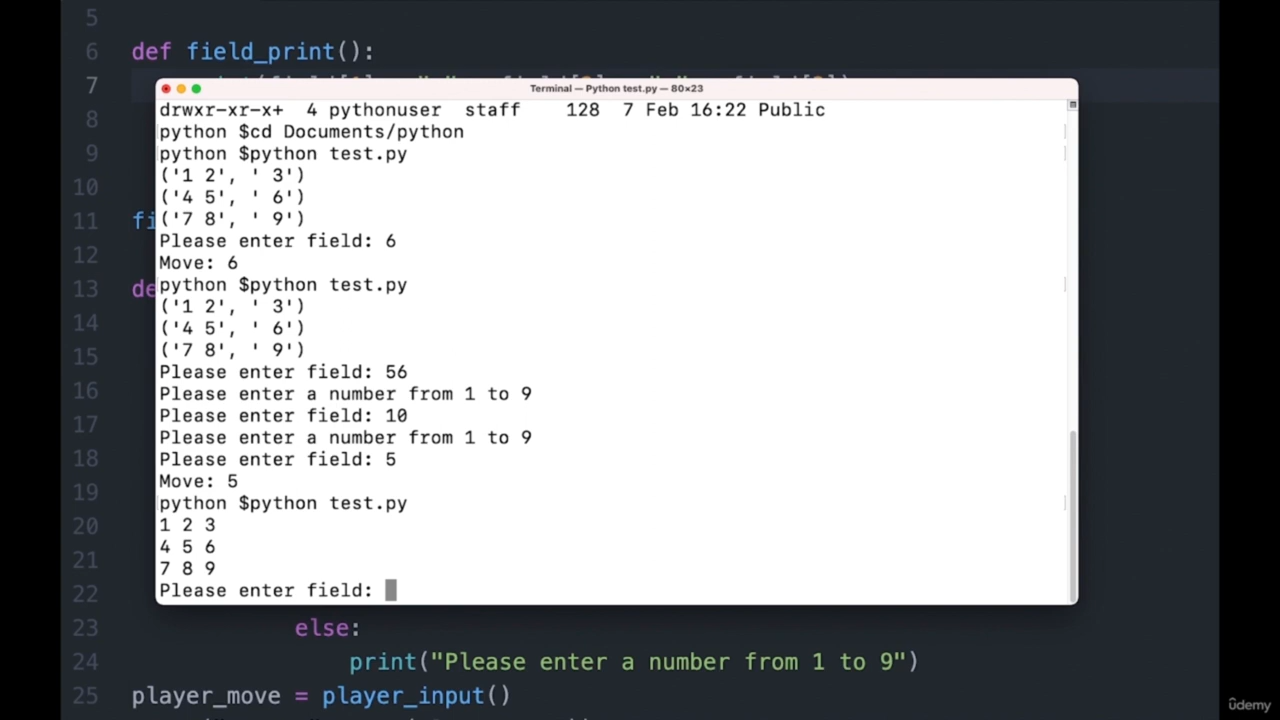 5
6 def field_print():
7
Terminal — Python test.py — 80×23
drwxr-xr-x+  4 pythonuser  staff    128  7 Feb 16:22 Public
8
python $cd Documents/python
9
python $python test.py
('1 2', ' 3')
10
('4 5', ' 6')
11 fi
('7 8', ' 9')
Please enter field: 6
12
Move: 6
13 de
python $python test.py
('1 2', ' 3')
14
('4 5', ' 6')
15
('7 8', ' 9')
Please enter field: 56
16
Please enter a number from 1 to 9
Please enter field: 10
17
Please enter a number from 1 to 9
18
Please enter field: 5
Move: 5
19
python $python test.py
20
1 2 3
4 5 6
21
7 8 9
22
Please enter field:
23 else:
24 print("Please enter a number from 1 to 9")
25 player_move = player_input()
udemy